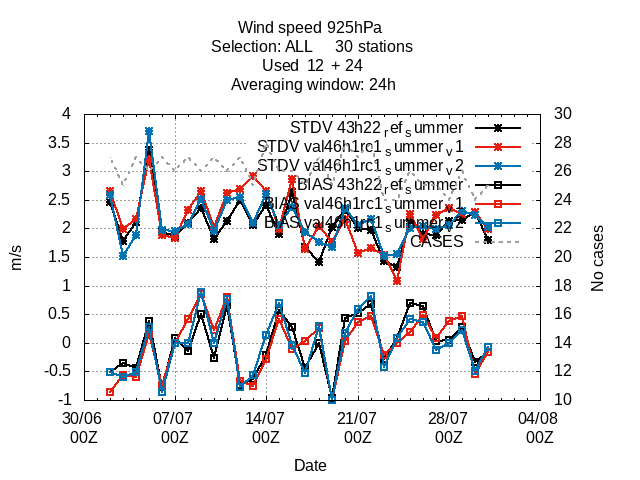 Wind speed 925hPa
Selection: ALL 30 stations
Used 12 + 24
Averaging window: 24h
4
3.5
3
2.5
2
1.5
1
0.5
0
-0.5
-1
m/s
30
28
26
24
22
20
18
16
14
12
10
No cases
STDV 43h22_ref_summer
STDV val46h1rc1_summer_v1
STDV val46h1rc1_summer_v2
BIAS 43h22_ref_summer
BIAS val46h1rc1_summer_v1
BIAS val46h1rc1_summer_v2
CASES
30/06 07/07 14/07 21/07 28/07 04/08
00Z 00Z 00Z 00Z 00Z 00Z
Date